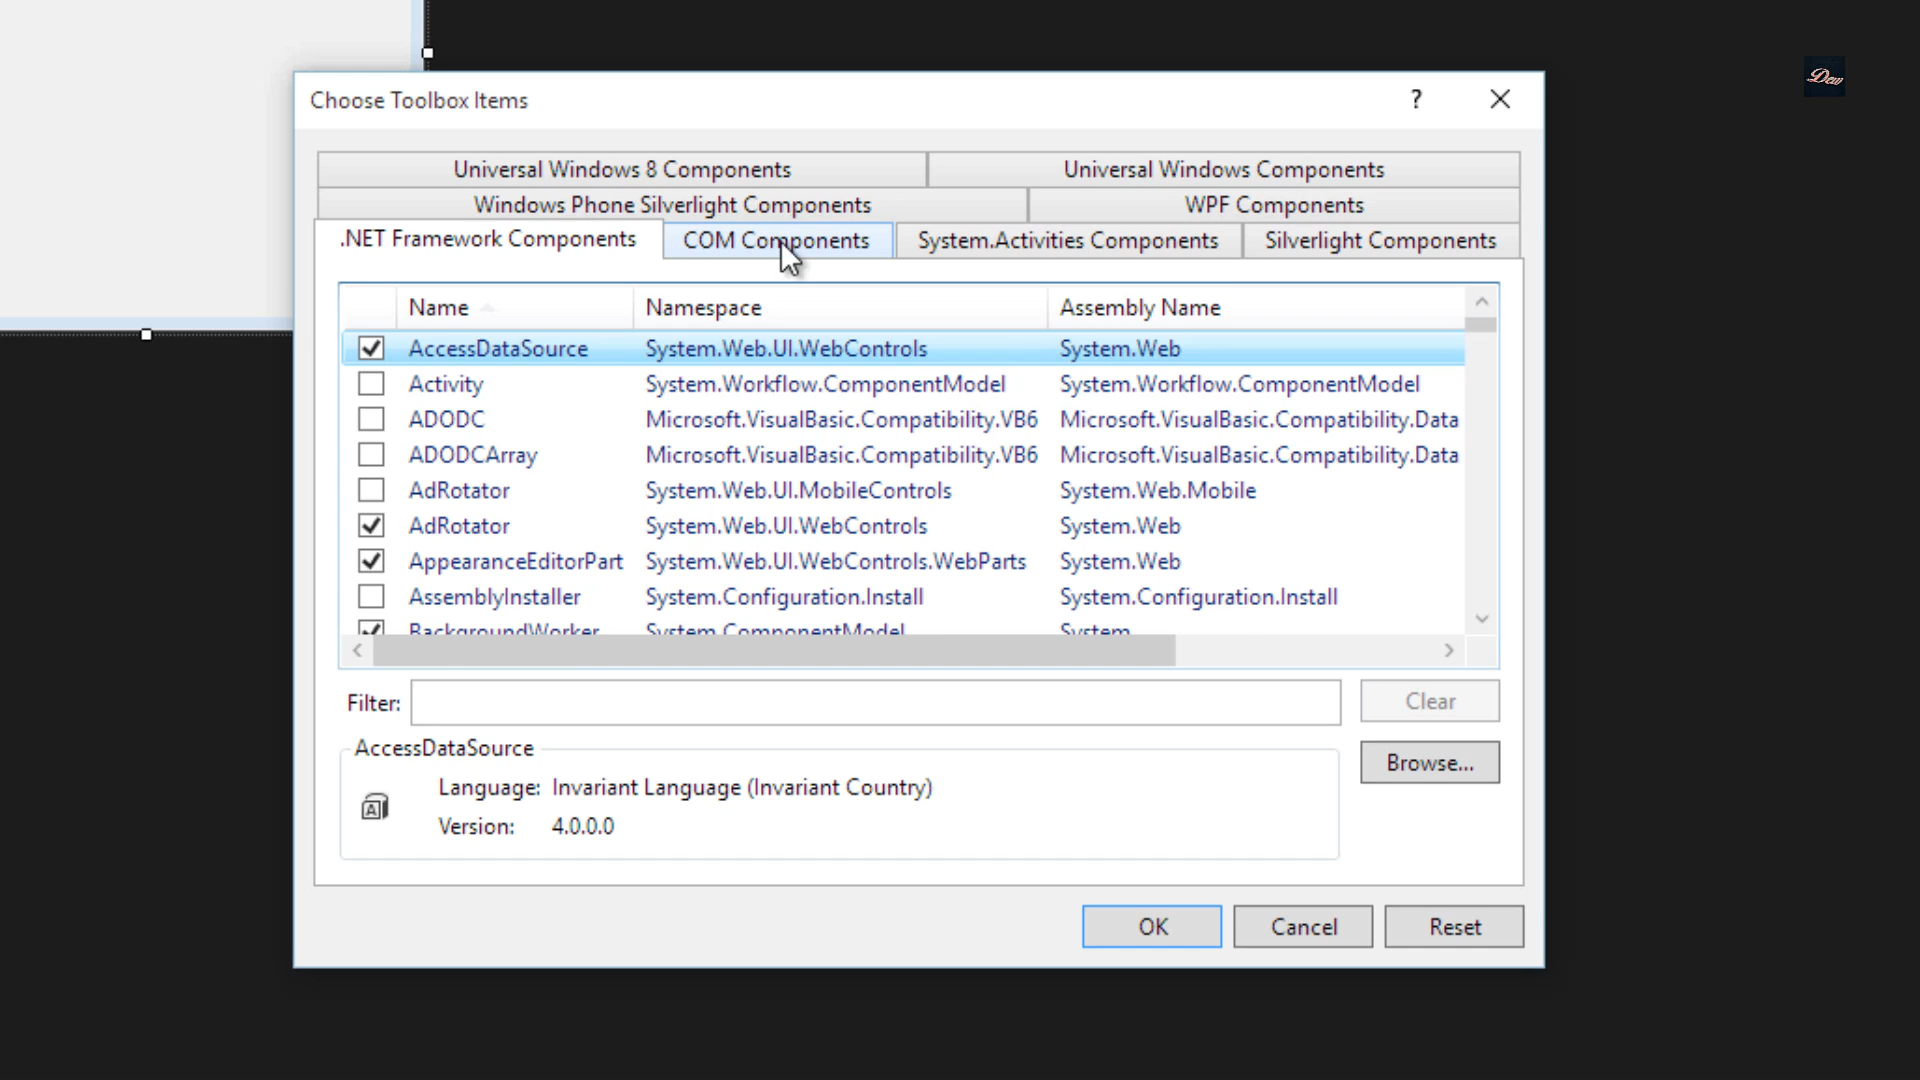 Dew
Choose Toolbox Items ?
Universal Windows 8 Components Universal Windows Components
Windows Phone Silverlight Components WPF Components
.NET Framework Components COM Components System.Activities Components Silverlight Components
Name Namespace Assembly Name
AccessDataSource System.Web.UI.WebControls System.Web
Activity System.Workflow.ComponentModel System.Workflow.ComponentModel
ADODC Microsoft.VisualBasic.Compatibility.VB6 Microsoft.VisualBasic.Compatibility.Data
ADODCArray Microsoft.VisualBasic.Compatibility.VB6 Microsoft.VisualBasic.Compatibility.Data
AdRotator System.Web.UI.MobileControls System.Web.Mobile
AdRotator System.Web.UI.WebControls System.Web
AppearanceEditorPart System.Web.UI.WebControls.WebParts System.Web
AssemblyInstaller System.Configuration.Install System.Configuration.Install
BackgroundWorker System.ComponentModel System
Filter: Clear
AccessDataSource
Browse...
Language: Invariant Language (Invariant Country)
A
Version: 4.0.0.0
OK Cancel Reset